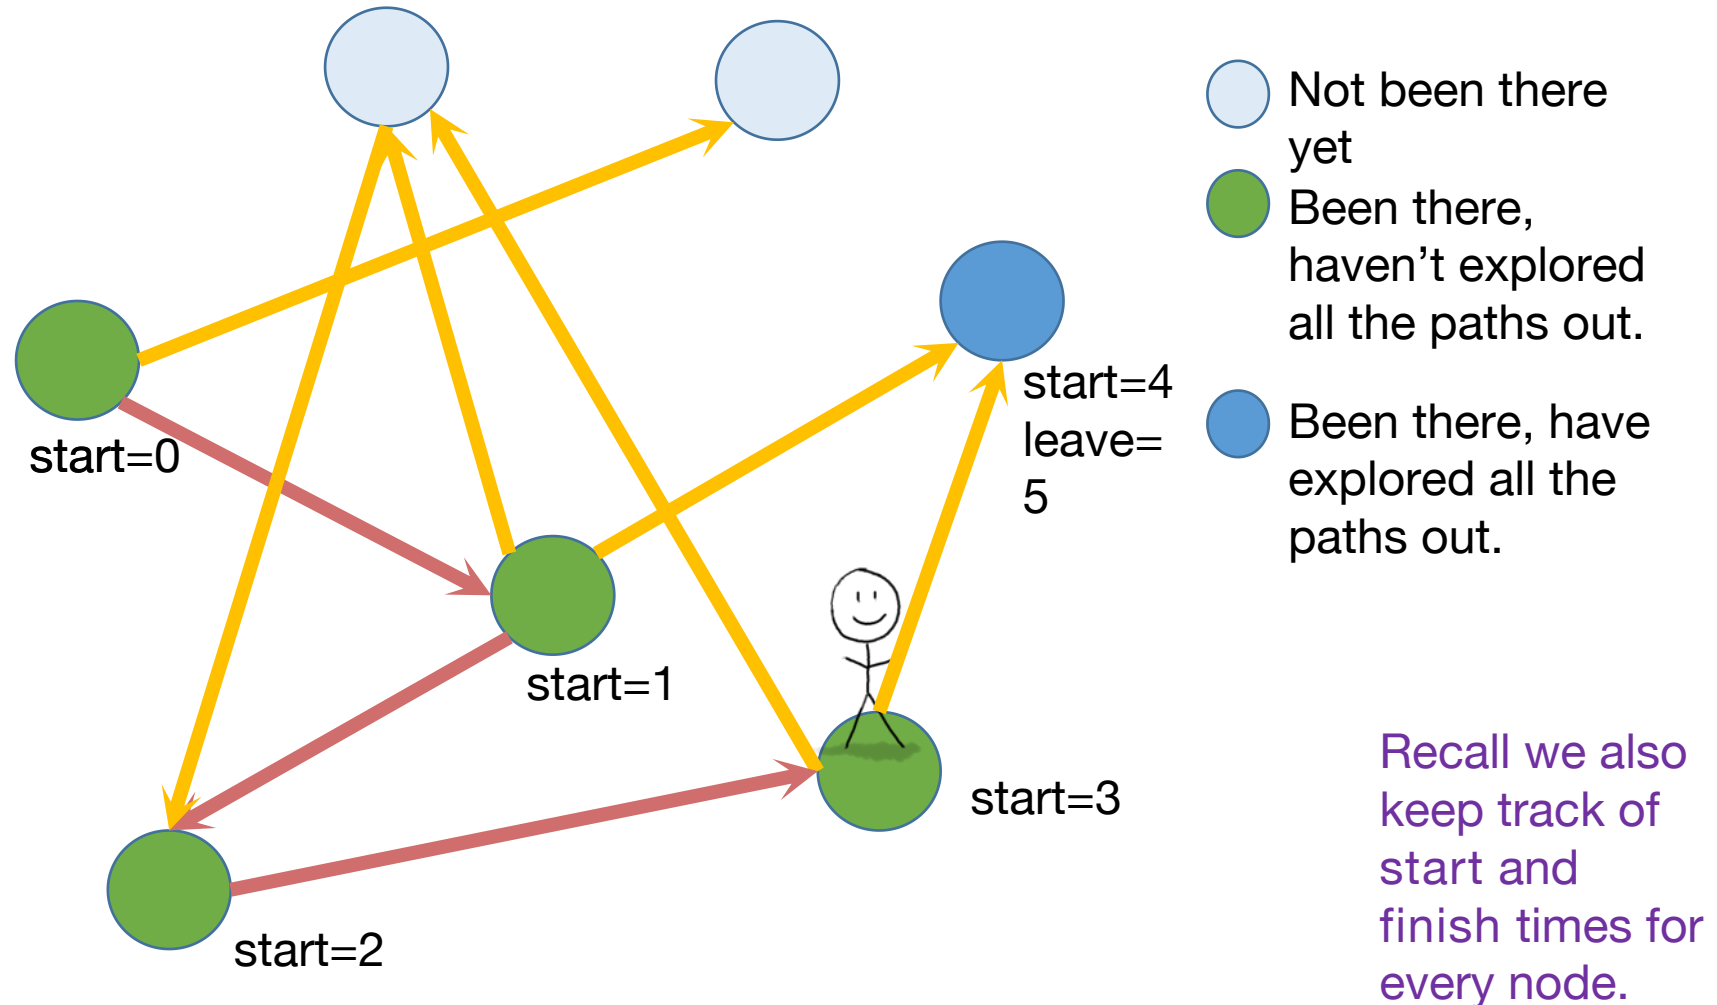 Not been there
yet
Been there,
haven’t explored
all the paths out.
Been there, have
explored all the
paths out.
start=0
start=4
leave=
5
start=1
start=3
start=2
Recall we also
keep track of
start and
finish times for
every node.